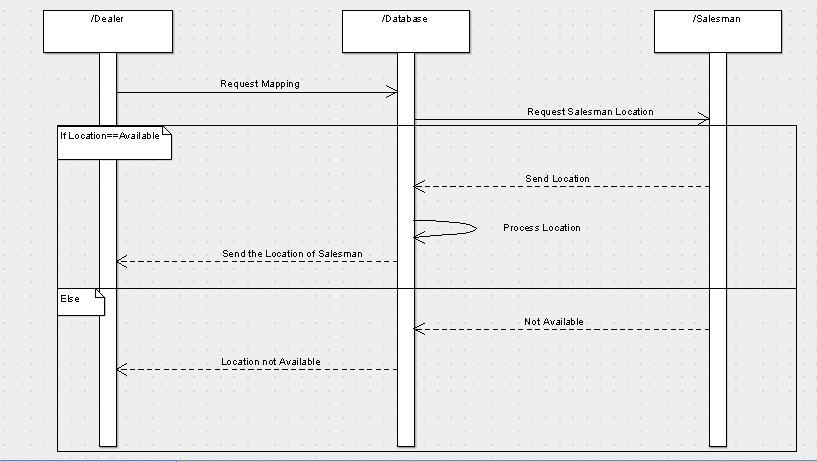 /Dealer
/Database
/Salesman
Request Mapping
Request Salesman Location
If Location==Available
Send Location
Process Location
Send the Location of Salesman
Else
Not Available
Location not Available